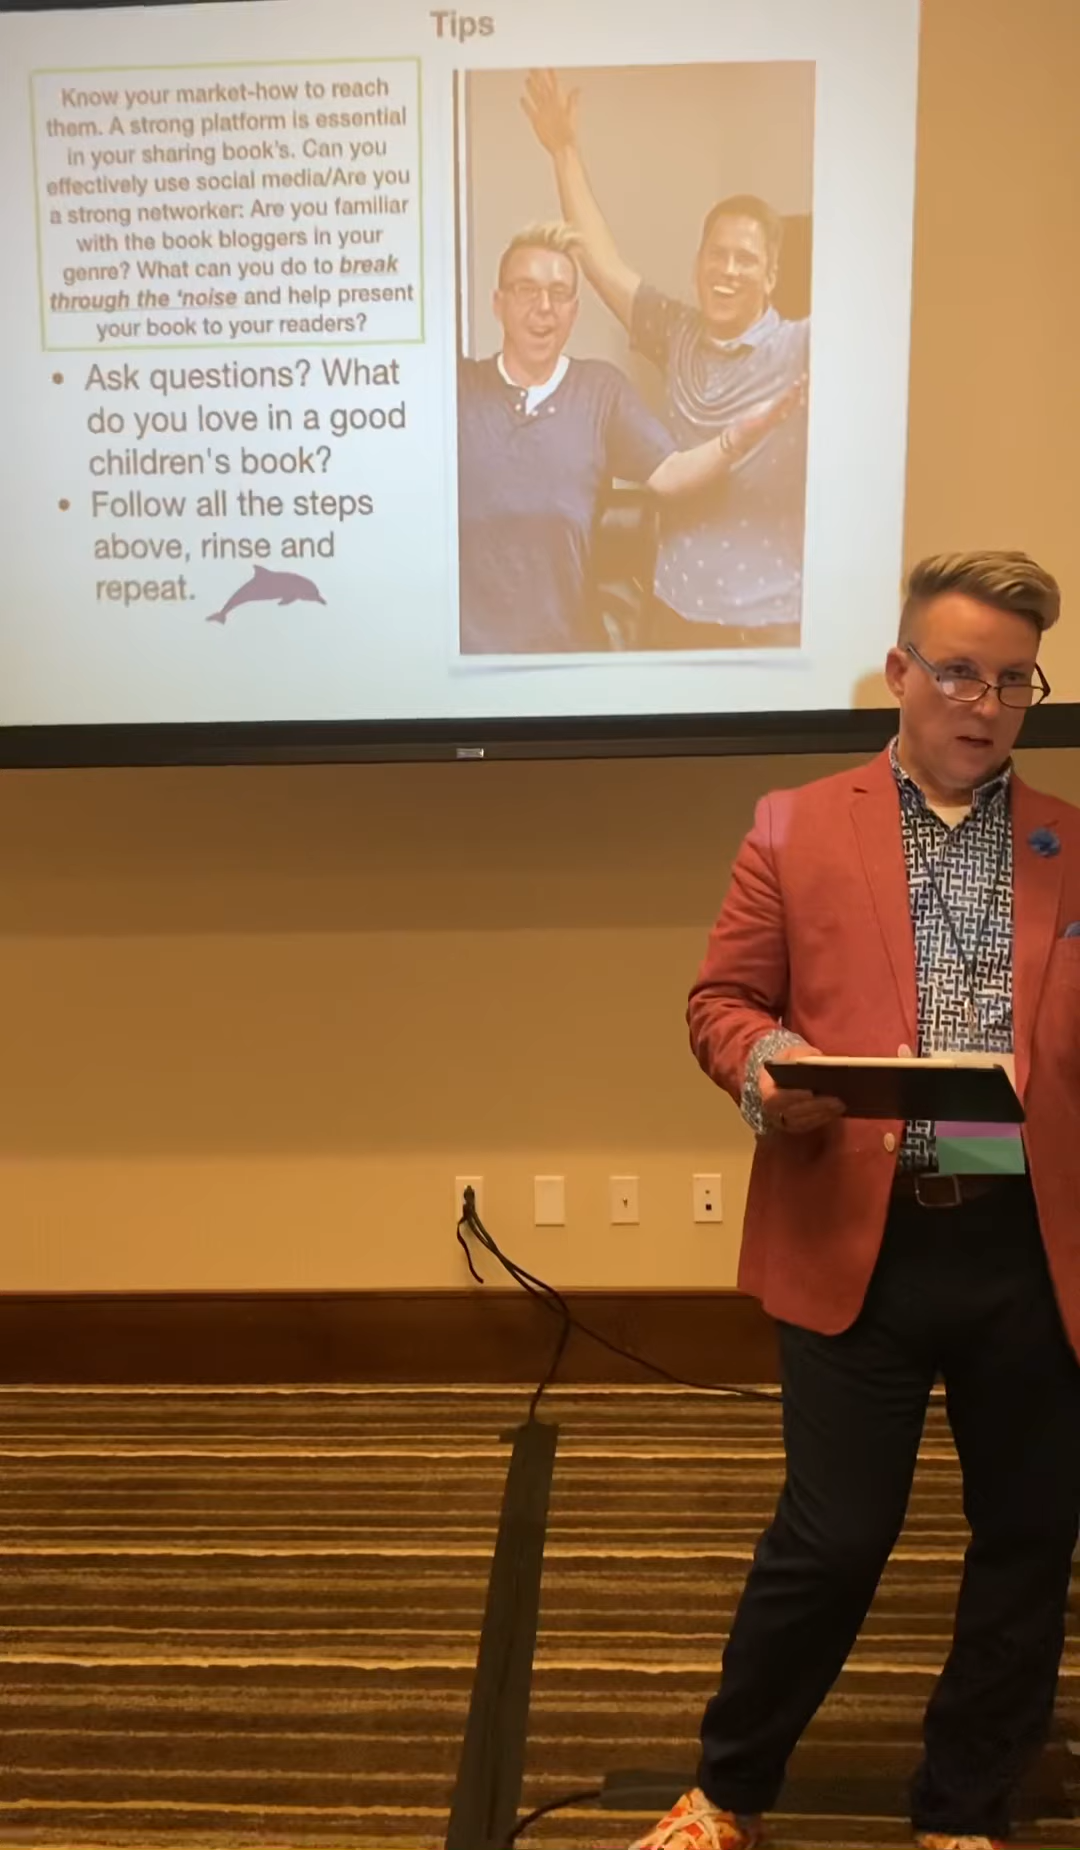 Tips
Know your market-how to reach
them. A strong platform is essential
in your sharing book's. Can you
effectively use social media/Are you
a strong networker: Are you familiar
with the book bloggers in your
genre? What can you do to break
through the 'noise and help present
your book to your readers?
• Ask questions? What
do you love in a good
children's book?
• Follow all the steps
above, rinse and
repeat.